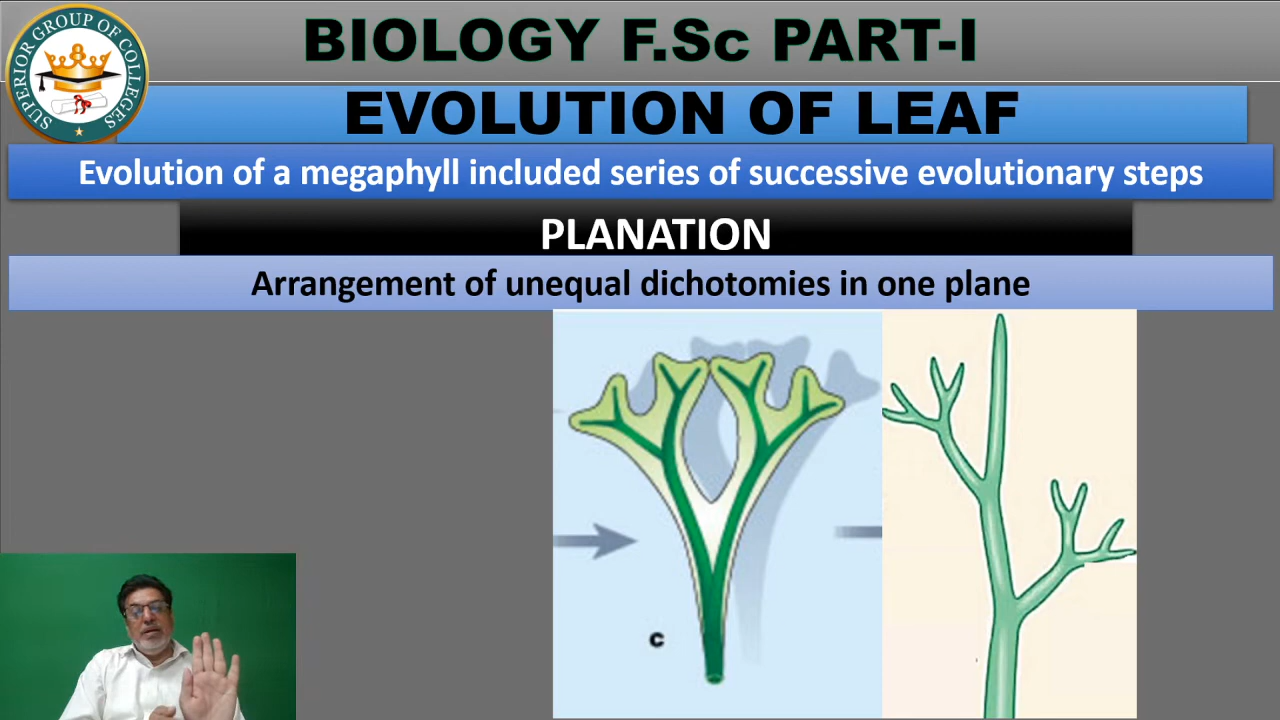 BIOLOGY F.Sc PART-I
SUPERIOR GROUP OF COLLEGES
EVOLUTION OF LEAF
Evolution of a megaphyll included series of successive evolutionary steps
PLANATION
Arrangement of unequal dichotomies in one plane
c